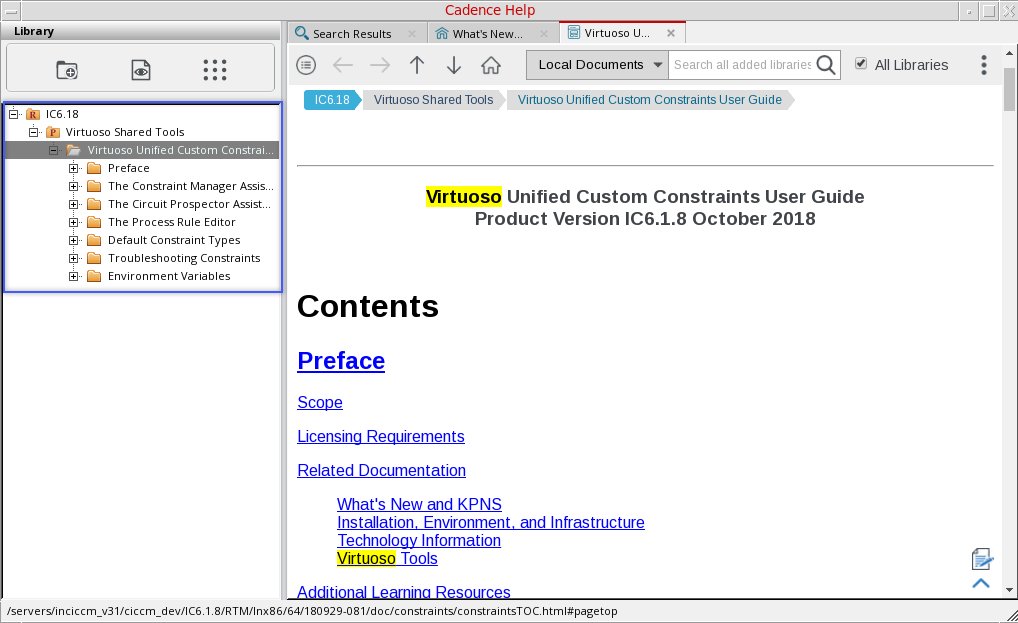 Cadence Help
Library
Search Results
What's New...
Virtuoso U...
Local Documents
Search all added libraries
All Libraries
R IC6.18
P Virtuoso Shared Tools
Virtuoso Unified Custom Constrai...
Preface
The Constraint Manager Assis...
The Circuit Prospector Assist...
The Process Rule Editor
Default Constraint Types
Troubleshooting Constraints
Environment Variables
IC6.18 Virtuoso Shared Tools Virtuoso Unified Custom Constraints User Guide
Virtuoso Unified Custom Constraints User Guide
Product Version IC6.1.8 October 2018
Contents
Preface
Scope
Licensing Requirements
Related Documentation
What's New and KPNS
Installation, Environment, and Infrastructure
Technology Information
Virtuoso Tools
Additional Learning Resources
/servers/inciccm_v31/ciccm_dev/IC6.1.8/RTM/lnx86/64/180929-081/doc/constraints/constraintsTOC.html#pagetop